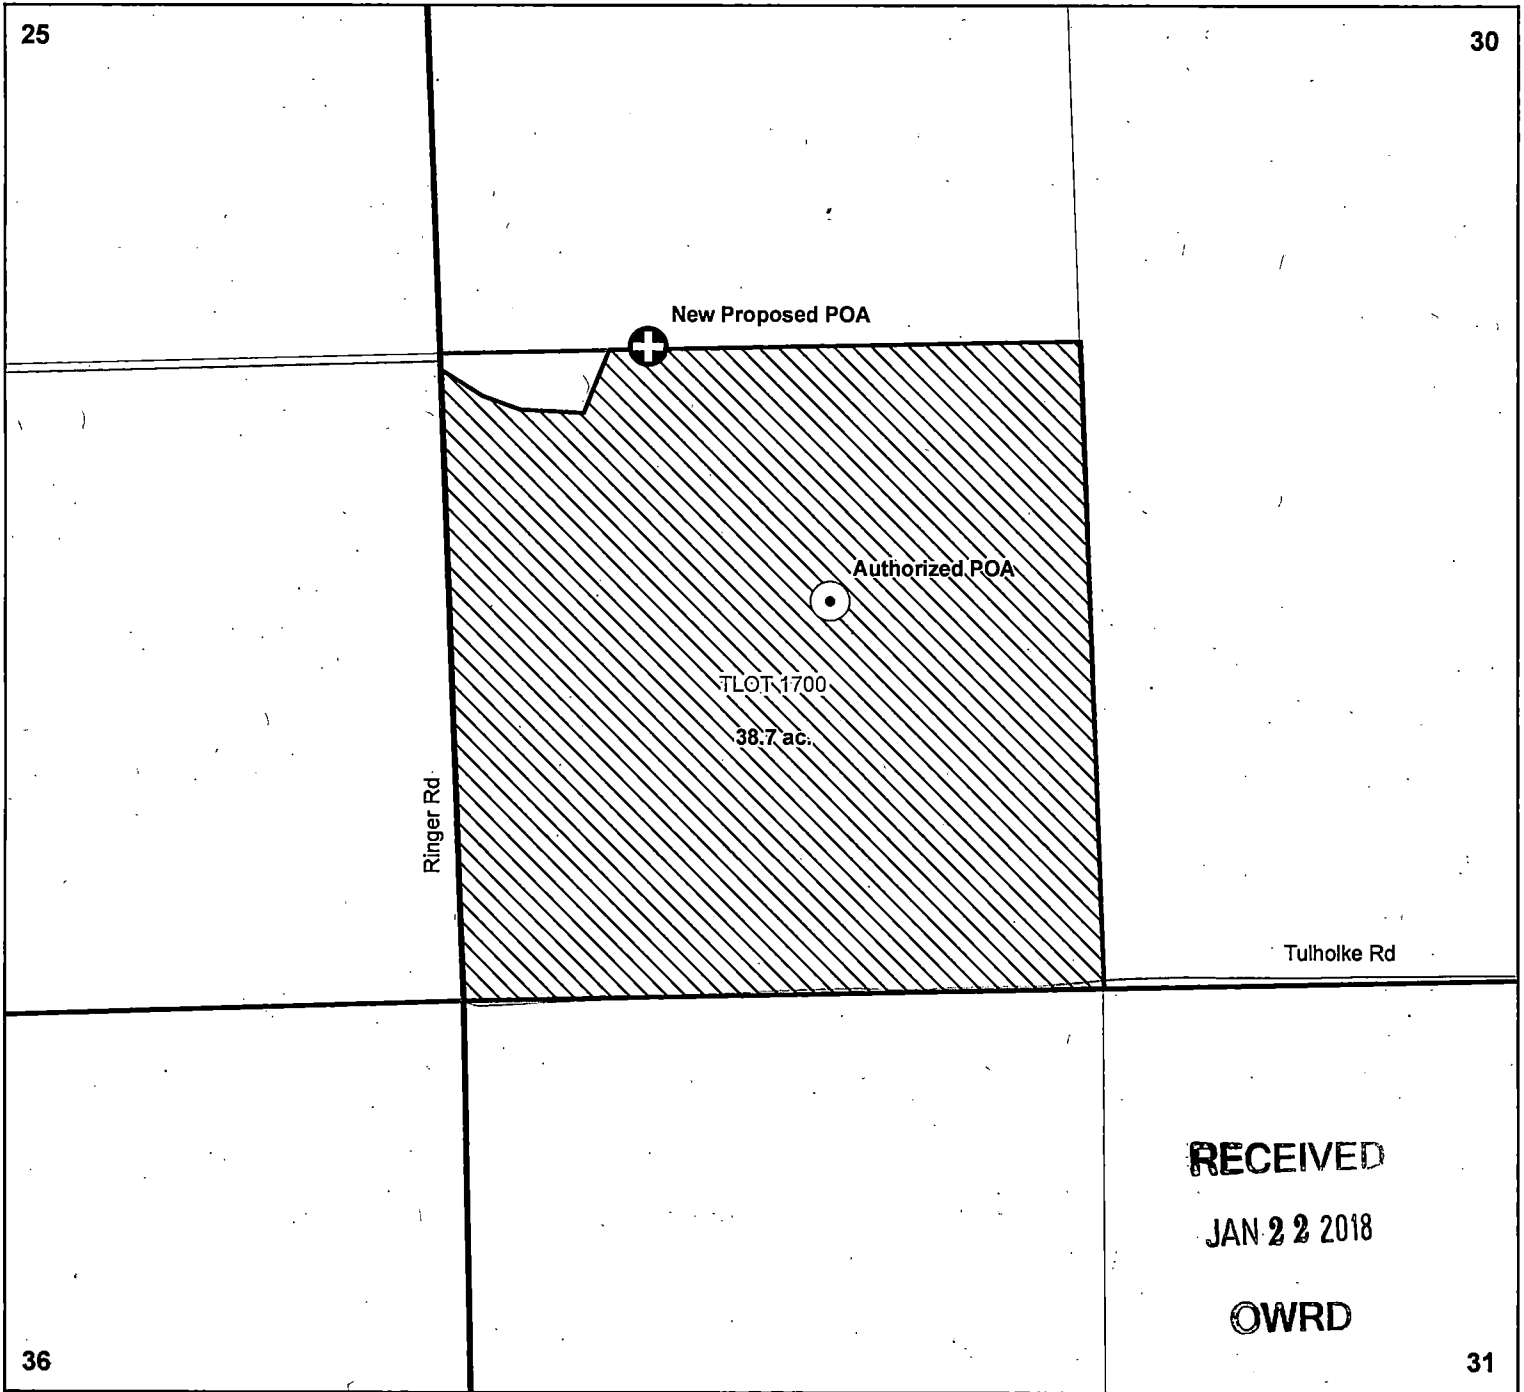 25
30
New Proposed POA
Authorized POA
TLOT 1700
38.7 ac.
Ringer Rd
Tulholke Rd
RECEIVED
JAN 22 2018
OWRD
36
31